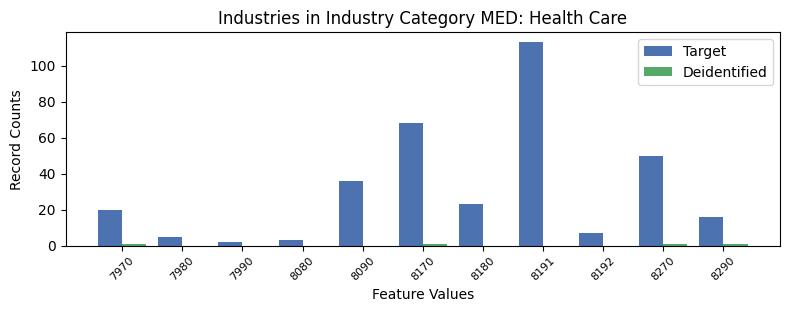 Industries in Industry Category MED: Health Care
Target
Deidentified
Record Counts
100
80
60
40
20
0
7970 7980 7990 8080 8090 8170 8180 8191 8192 8270 8290
Feature Values